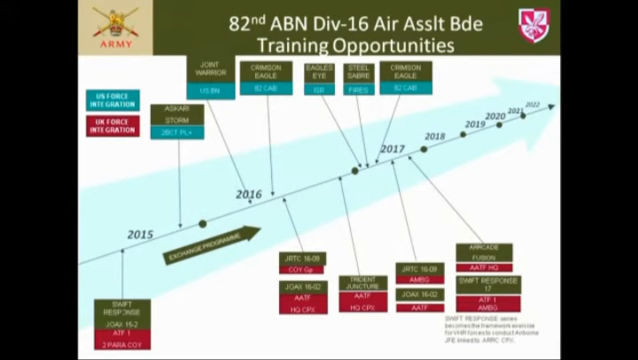 ARMY
82nd ABN Div-16 Air Asslt Bde
Training Opportunities
US FORCE
INTEGRATION
UK FORCE
INTEGRATION
ASKARI
STORM
2BCT PL+
JOINT
WARRIOR
US BN
CRIMSON
EAGLE
82 CAB
EAGLES
EYE
ISR
STEEL
SABRE
FIRES
CRIMSON
EAGLE
82 CAB
2015
2016
2017
2018
2019
2020
2021
2022
EXCHANGE PROGRAMME
SWIFT
RESPONSE
JOAX 15-2
ATF 1
2 PARA COY
JRTC 16-09
COY Gp
JOAX 16-02
AATF
HQ CPV
TRIDENT
JUNCTURE
AATF
HQ CPV
JRTC 16-09
AMBG
JOAX 16-02
AATF
ARRCADE
FUSION
AATF HQ
SWIFT RESPONSE
17
ATF 1
AMBG
SWIFT RESPONSE series
becomes the framework exercise
for VHR forces to conduct Airborne
JFE linked to ARRC CPX